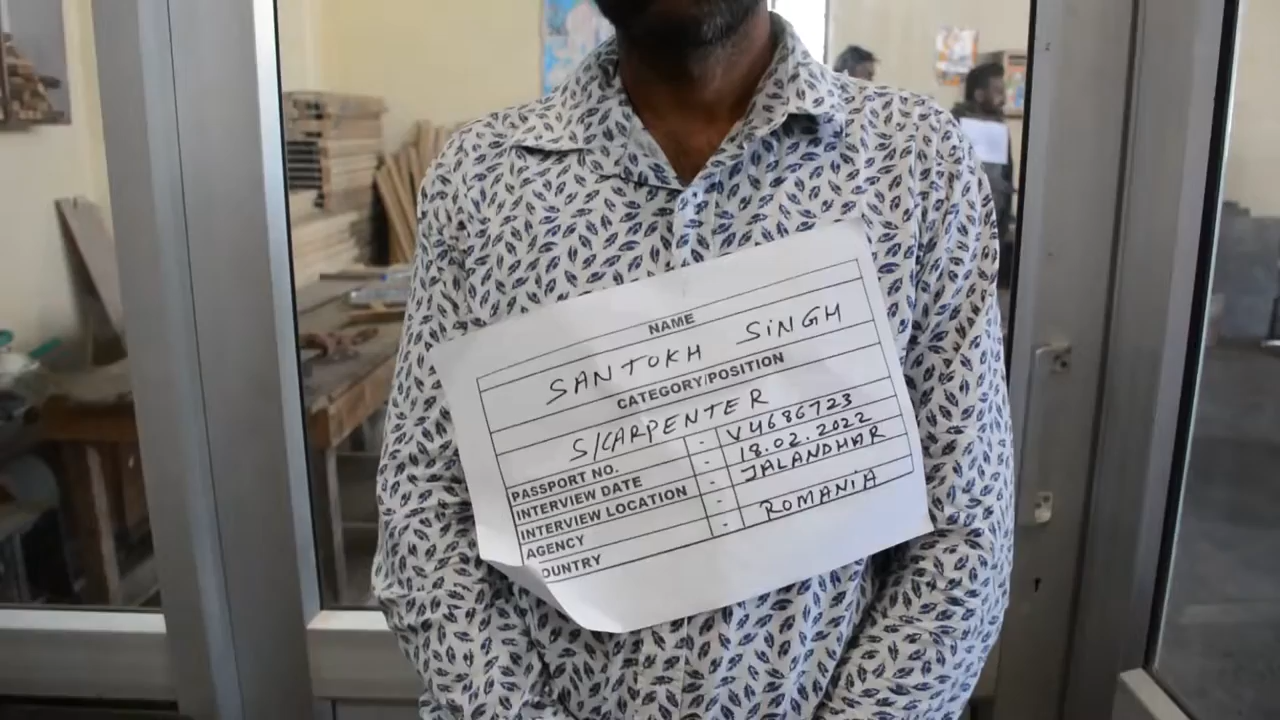 NAME
SANTOKH SiNGH
CATEGORY/POSITION
S/CARPENTER
PASSPORT NO. - V4686723
INTERVIEW DATE - 18.02.2022
INTERVIEW LOCATION - JALANDHAR
AGENCY -
OUNTRY - ROMANiA